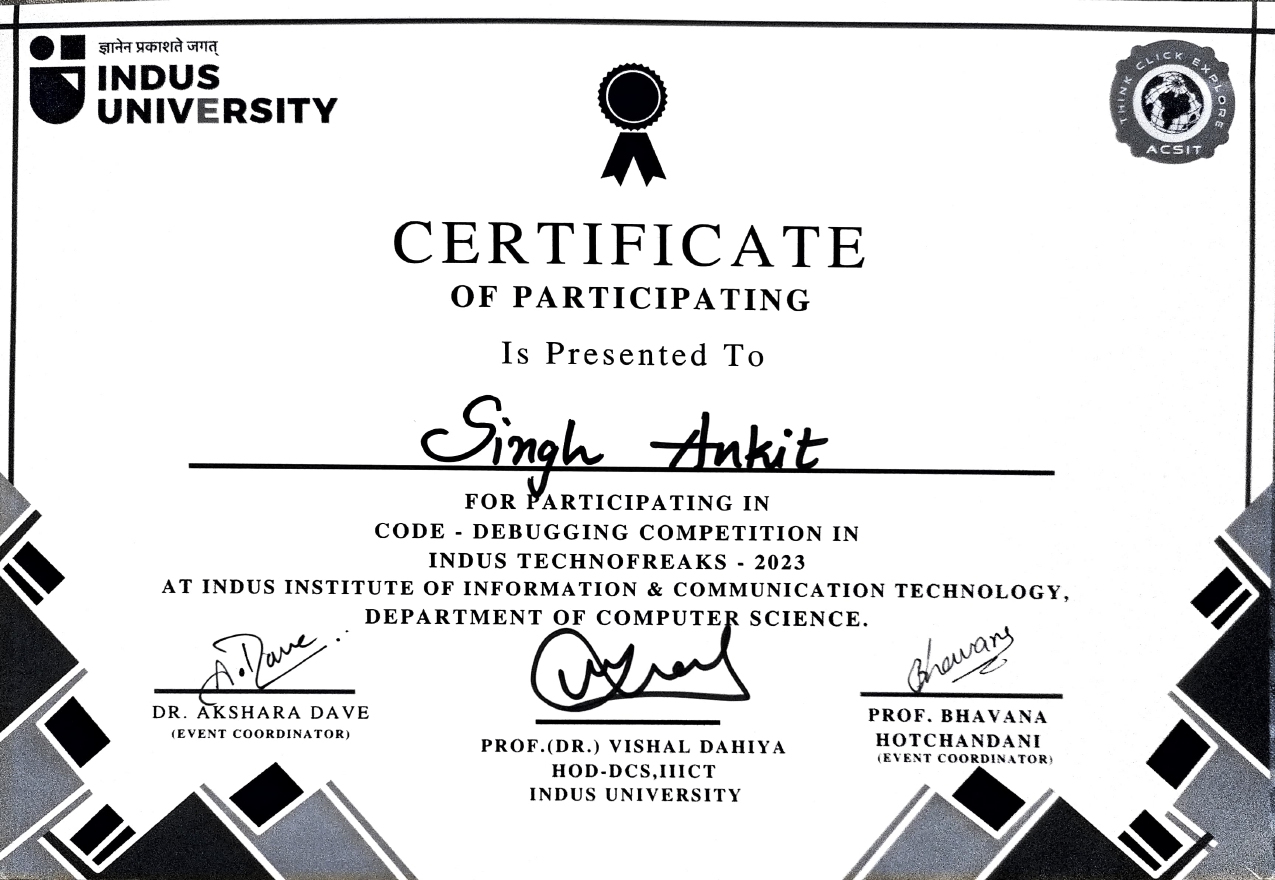 ज्ञानेन प्रकाशते जगत्
INDUS
UNIVERSITY
THINK CLICK EXPLORE
ACSIT
CERTIFICATE
OF PARTICIPATING
Is Presented To
Singh Ankit
FOR PARTICIPATING IN
CODE - DEBUGGING COMPETITION IN
INDUS TECHNOFREAKS - 2023
AT INDUS INSTITUTE OF INFORMATION & COMMUNICATION TECHNOLOGY,
DEPARTMENT OF COMPUTER SCIENCE.
A. Dave
DR. AKSHARA DAVE
(EVENT COORDINATOR)
PROF.(DR.) VISHAL DAHIYA
HOD-DCS,IIICT
INDUS UNIVERSITY
Bhavana
PROF. BHAVANA
HOTCHANDANI
(EVENT COORDINATOR)